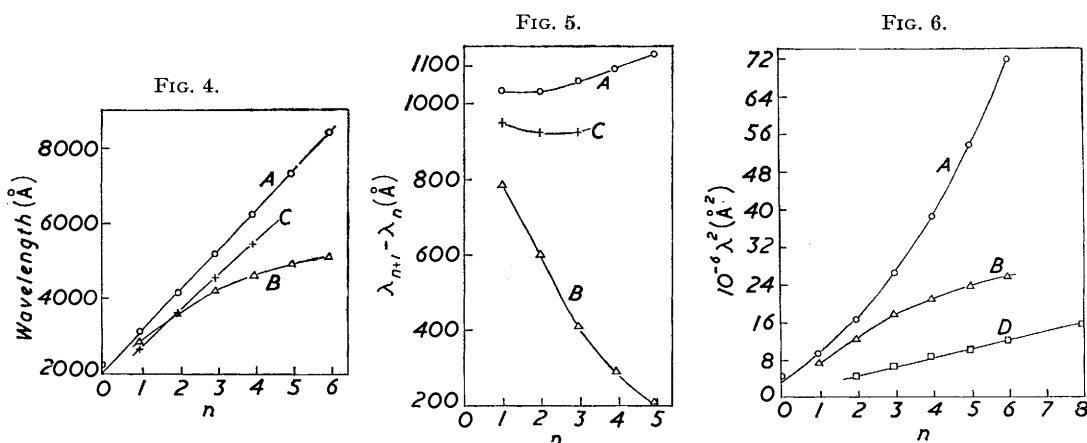 FIG. 4.
Wavelength (Å)
8000
6000
4000
2000
A
C
B
0 1 2 3 4 5 6
n
FIG. 5.
λn+1 − λn (Å)
1100
1000
800
600
400
200
A
C
B
0 1 2 3 4 5
n
FIG. 6.
10⁻⁶ λ² (Å²)
72
64
56
48
40
32
24
16
8
0
A
B
D
0 1 2 3 4 5 6 7 8
n